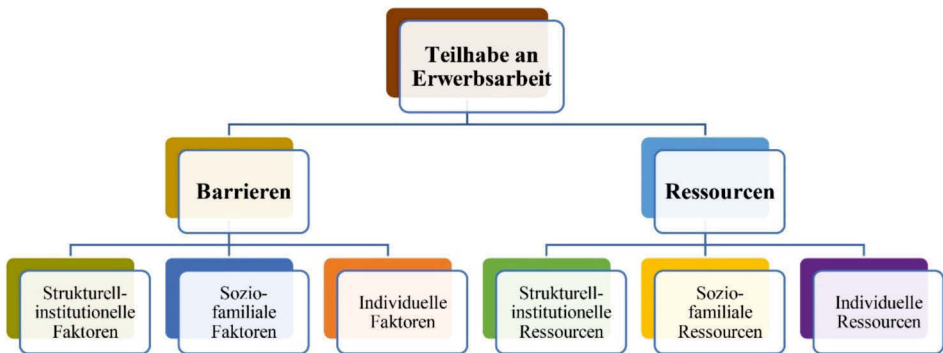 Teilhabe an
Erwerbsarbeit
Barrieren
Ressourcen
Strukturell-
institutionelle
Faktoren
Sozio-
familiale
Faktoren
Individuelle
Faktoren
Strukturell-
institutionelle
Ressourcen
Sozio-
familiale
Ressourcen
Individuelle
Ressourcen